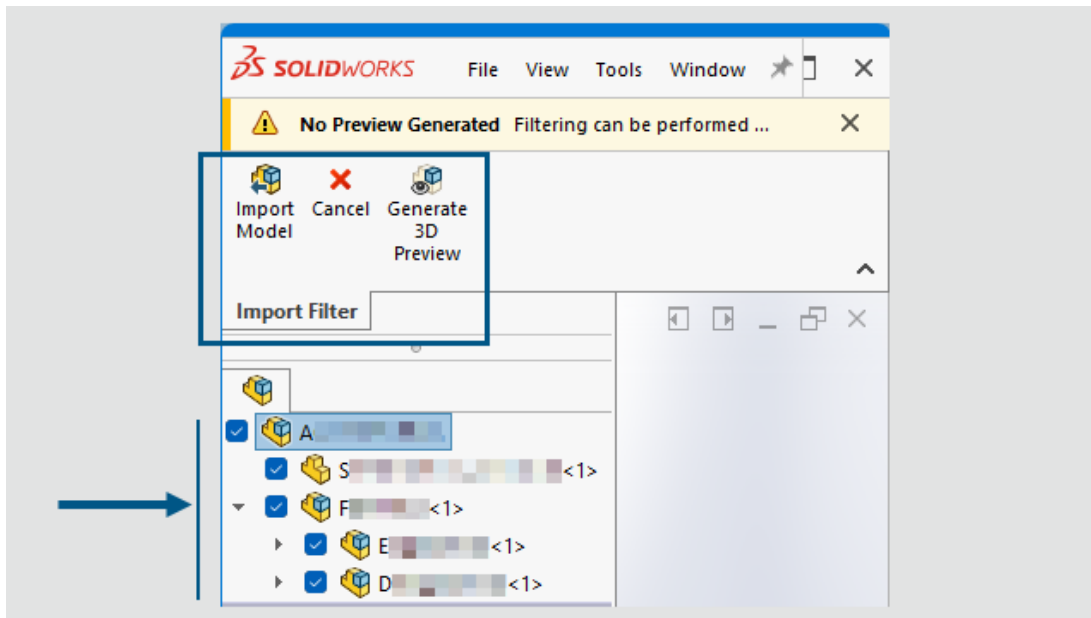 SOLIDWORKS File View Tools Window
No Preview Generated Filtering can be performed ...
Import Model Cancel Generate 3D Preview
Import Filter
A
S <1>
F <1>
E <1>
D <1>